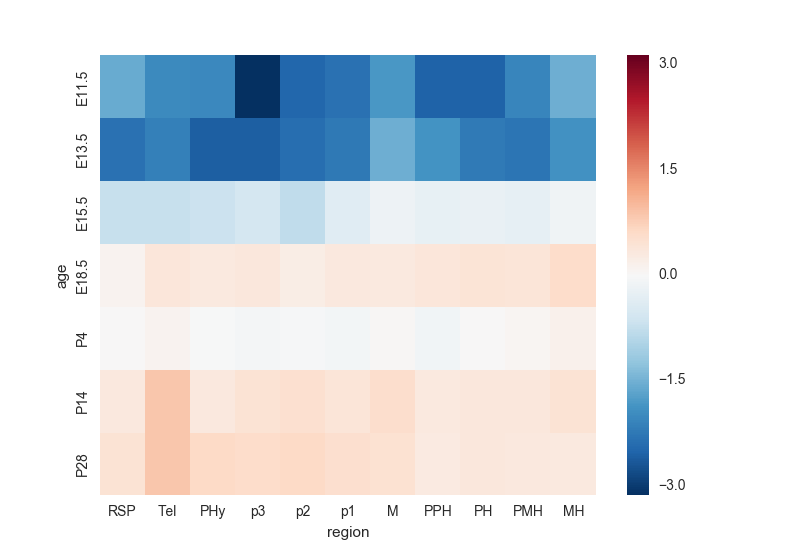 age
E11.5
E13.5
E15.5
E18.5
P4
P14
P28
RSP Tel PHy p3 p2 p1 M PPH PH PMH MH
region
3.0
1.5
0.0
−1.5
−3.0